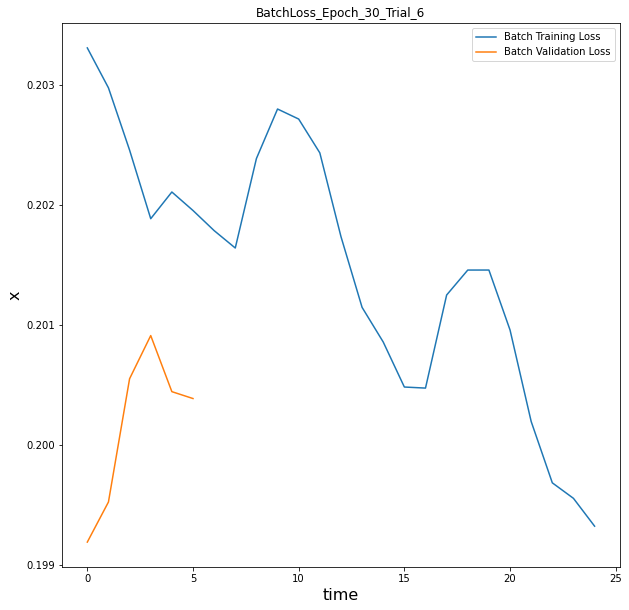 BatchLoss_Epoch_30_Trial_6
Batch Training Loss
Batch Validation Loss
x
0.203
0.202
0.201
0.200
0.199
0 5 10 15 20 25
time